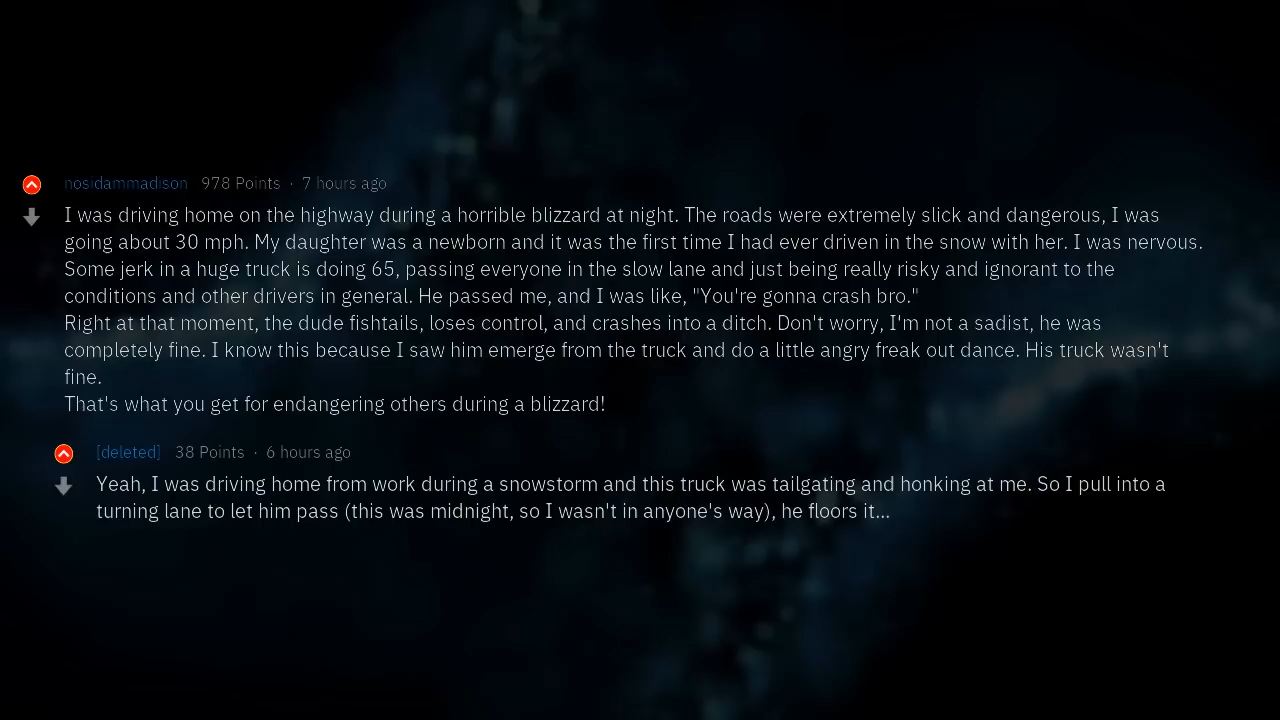 nosidammadison 978 Points · 7 hours ago
I was driving home on the highway during a horrible blizzard at night. The roads were extremely slick and dangerous, I was
going about 30 mph. My daughter was a newborn and it was the first time I had ever driven in the snow with her. I was nervous.
Some jerk in a huge truck is doing 65, passing everyone in the slow lane and just being really risky and ignorant to the
conditions and other drivers in general. He passed me, and I was like, "You're gonna crash bro."
Right at that moment, the dude fishtails, loses control, and crashes into a ditch. Don't worry, I'm not a sadist, he was
completely fine. I know this because I saw him emerge from the truck and do a little angry freak out dance. His truck wasn't
fine.
That's what you get for endangering others during a blizzard!
[deleted] 38 Points · 6 hours ago
Yeah, I was driving home from work during a snowstorm and this truck was tailgating and honking at me. So I pull into a
turning lane to let him pass (this was midnight, so I wasn't in anyone's way), he floors it...